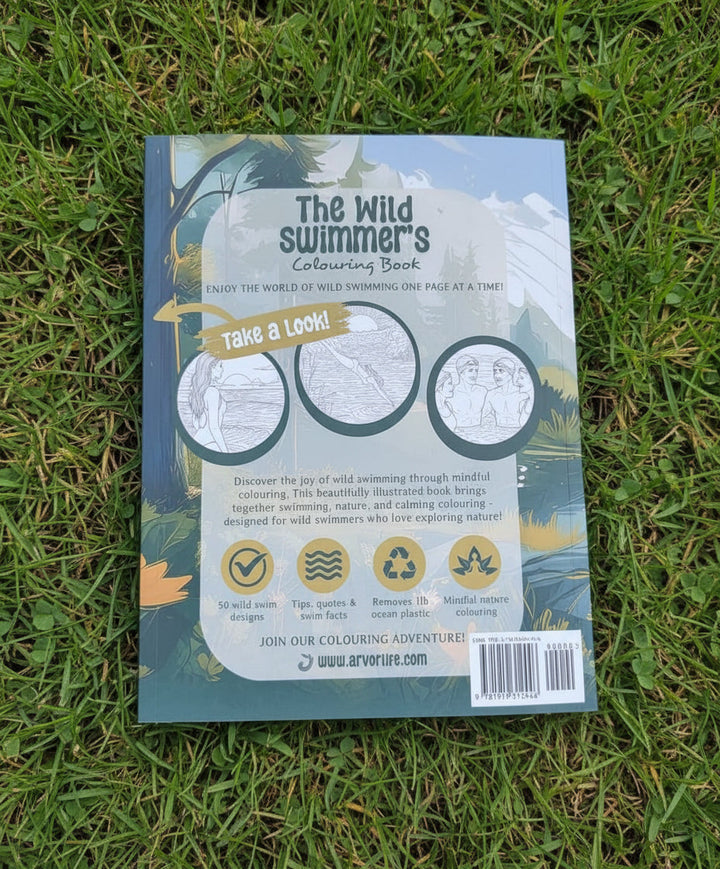 The Wild
Swimmer's
Colouring Book
ENJOY THE WORLD OF WILD SWIMMING ONE PAGE AT A TIME!
Take a Look!
Discover the joy of wild awimming through mindful
colouring, This beautifully illustrated book brings
tegether swimming, nature, and calming colouring -
designed for wild swimmers who love exploring nature!
50 wild swim
designs
Tips, quotes &
swim facts
Removes 1lb
ocean plastic
Mindful nature
colouring
JOIN OUR COLOURING ADVENTURE!
www.arvorlife.com